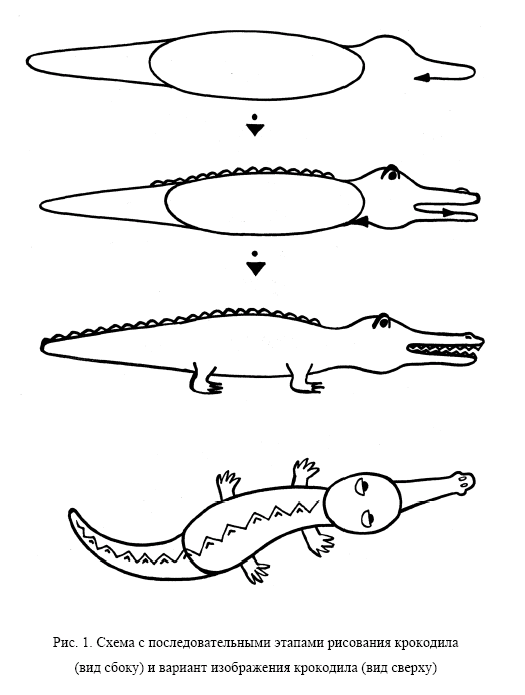 Рис. 1. Схема с последовательными этапами рисования крокодила
(вид сбоку) и вариант изображения крокодила (вид сверху)